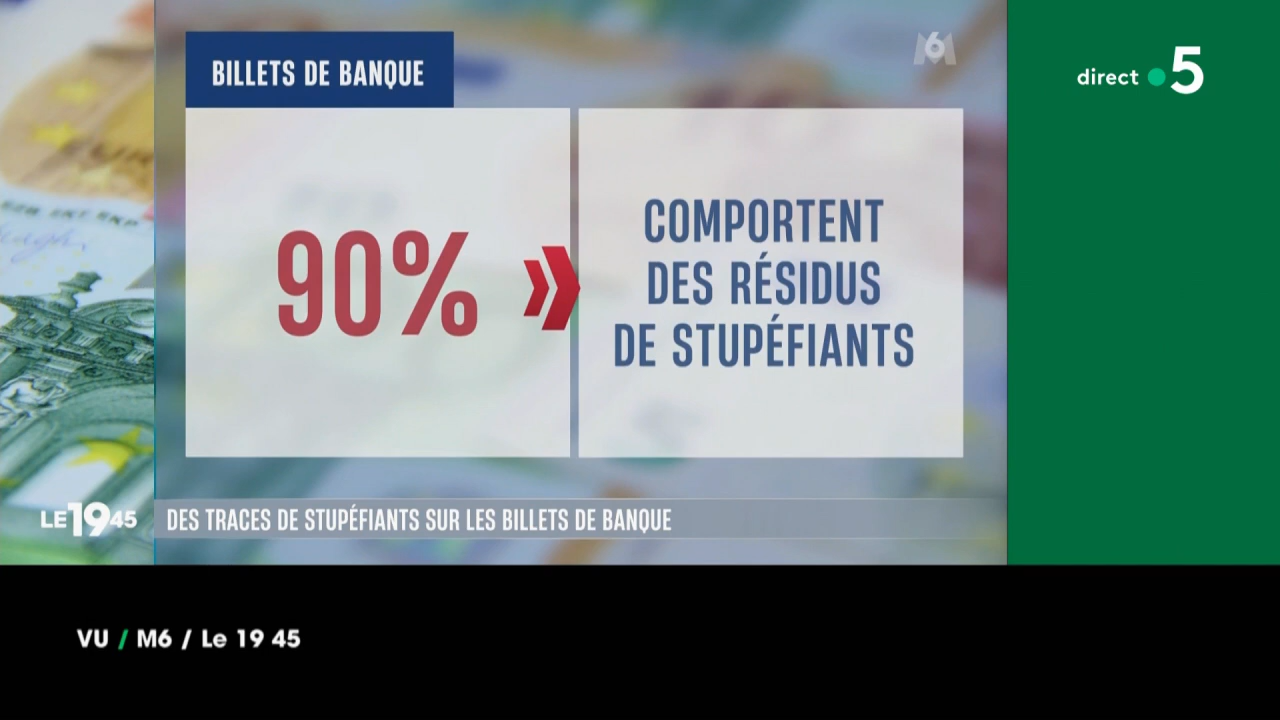 BILLETS DE BANQUE
M6
direct 5
90%
COMPORTENT
DES RÉSIDUS
DE STUPÉFIANTS
LE 19 45
DES TRACES DE STUPÉFIANTS SUR LES BILLETS DE BANQUE
VU / M6 / Le 19 45